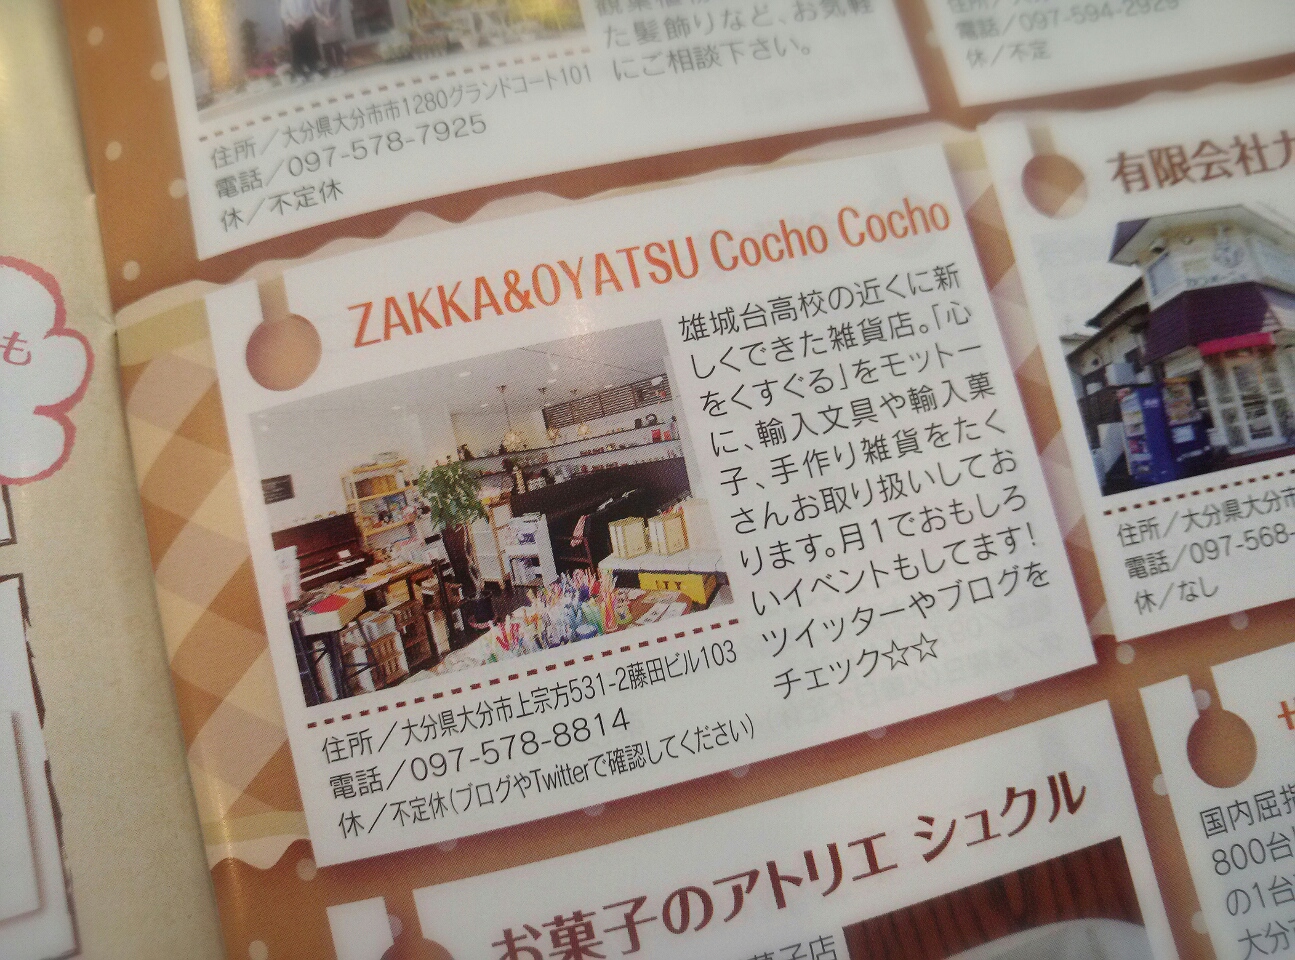 た髪飾りなど、お気軽
にご相談下さい。
住所／大分県大分市市1280グランドコート101
電話／097-578-7925
休／不定休
電話／097-594-2929
休／不定
も
ZAKKA&OYATSU Cocho Cocho
雄城台高校の近くに新
しくできた雑貨店。「心
をくすぐる」をモットー
に、輸入文具や輸入菓
子、手作り雑貨をたく
さんお取り扱いしてお
ります。月1でおもしろ
いイベントもしてます!
ツイッターやブログを
チェック☆☆
住所／大分県大分市上宗方531-2藤田ビル103
電話／097-578-8814
休／不定休(ブログやTwitterで確認してください)
有限会社
住所／大分県大分市
電話／097-568-
休／なし
お菓子のアトリエ シュクル
菓子店
国内屈指
800台
の1台
大分市